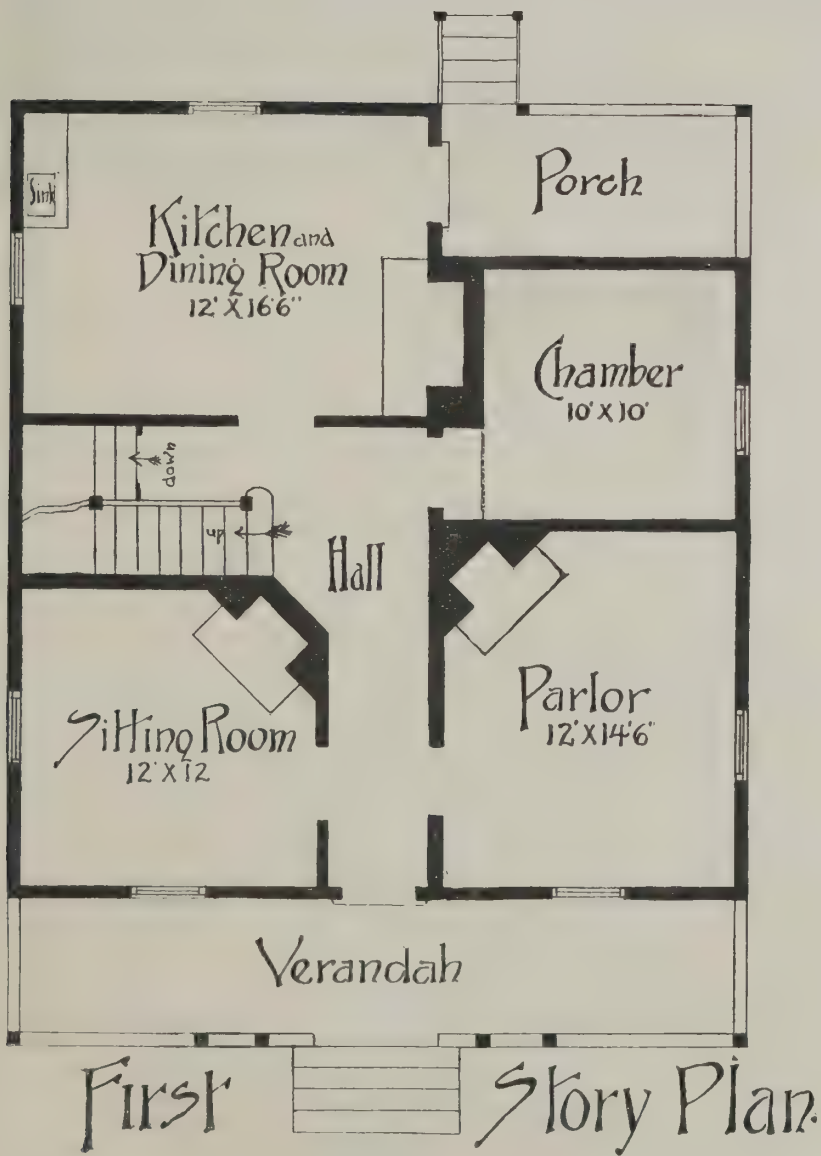 Porch
Sink
Kitchen and
Dining Room
12' X 16'6"
Chamber
10' X 10'
down
up
Hall
Sitting Room
12' X 12
Parlor
12' X 14'6"
Verandah
First Story Plan.